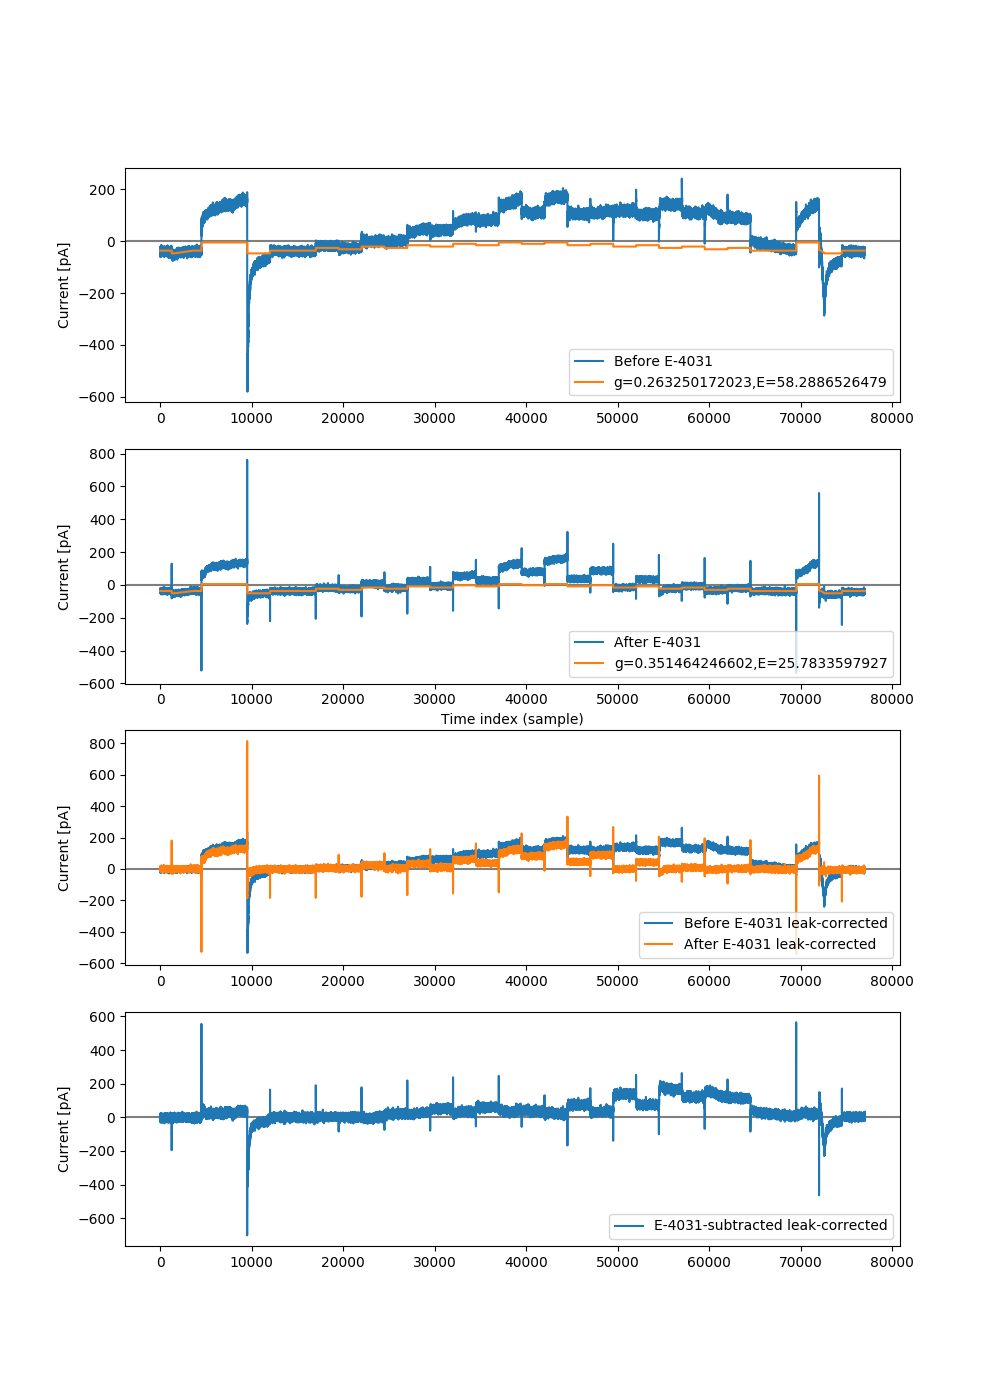 200
0
−200
−400
−600
Current [pA]
Before E-4031
g=0.263250172023,E=58.2886526479
0 10000 20000 30000 40000 50000 60000 70000 80000
800
600
400
200
0
−200
−400
−600
Current [pA]
After E-4031
g=0.351464246602,E=25.7833597927
0 10000 20000 30000 40000 50000 60000 70000 80000
Time index (sample)
800
600
400
200
0
−200
−400
−600
Current [pA]
Before E-4031 leak-corrected
After E-4031 leak-corrected
0 10000 20000 30000 40000 50000 60000 70000 80000
600
400
200
0
−200
−400
−600
Current [pA]
E-4031-subtracted leak-corrected
0 10000 20000 30000 40000 50000 60000 70000 80000